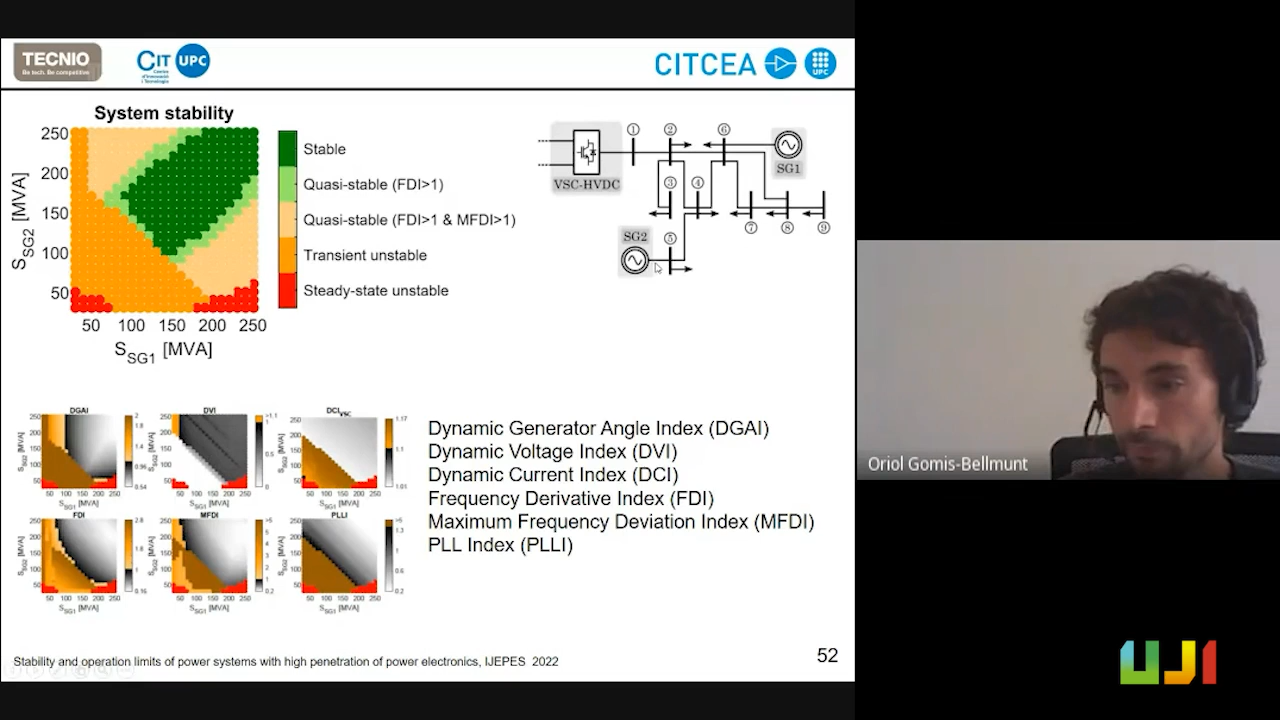 TECNIO
Be tech. Be competitive
CIT UPC
CITCEA
UPC
System stability
250
200
150
100
50
S_SG2 [MVA]
50 100 150 200 250
S_SG1 [MVA]
Stable
Quasi-stable (FDI>1)
Quasi-stable (FDI>1 & MFDI>1)
Transient unstable
Steady-state unstable
VSC-HVDC
1
2
6
SG1
3
4
7
8
9
SG2
5
DGAI
DVI
DCI_VSC
FDI
MFDI
PLLI
Dynamic Generator Angle Index (DGAI)
Dynamic Voltage Index (DVI)
Dynamic Current Index (DCI)
Frequency Derivative Index (FDI)
Maximum Frequency Deviation Index (MFDI)
PLL Index (PLLI)
Stability and operation limits of power systems with high penetration of power electronics, IJEPES 2022
52
Oriol Gomis-Bellmunt
UJI